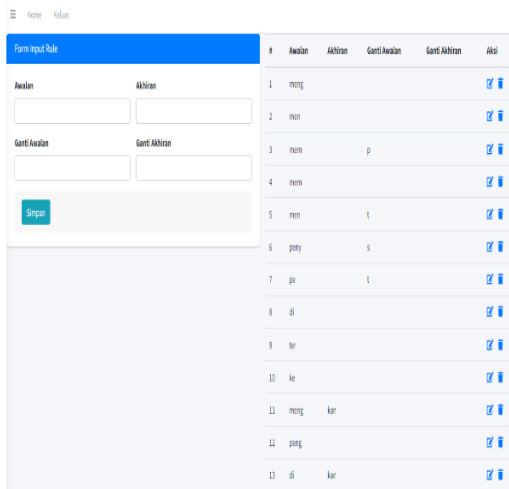 Home Keluar
Form Input Rule
Awalan Akhiran
Ganti Awalan Ganti Akhiran
Simpan
# Awalan Akhiran Ganti Awalan Ganti Akhiran Aksi
1 meng
2 men
3 mem p
4 mem
5 men t
6 peny s
7 pe t
8 di
9 ter
10 ke
11 meng kan
12 peng
13 di kan